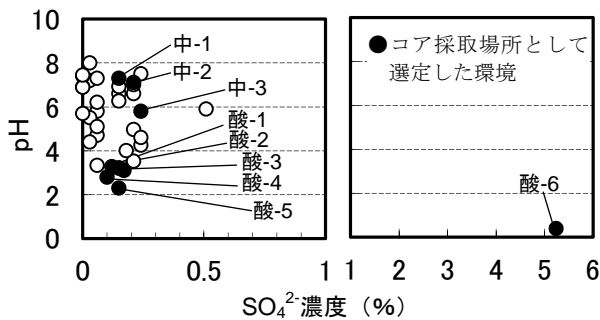 10
8
6
4
2
0
pH
中-1
中-2
中-3
酸-1
酸-2
酸-3
酸-4
酸-5
●コア採取場所として
選定した環境
酸-6
0 0.5 1
1 2 3 4 5 6
SO₄²⁻濃度（%）